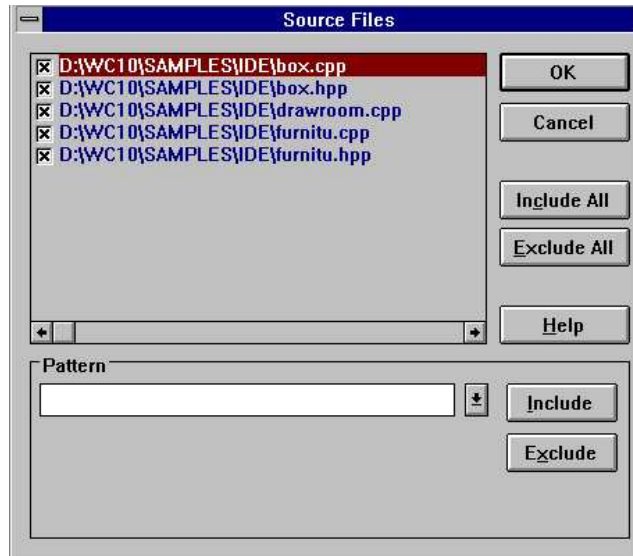 Source Files
D:\WC10\SAMPLES\IDE\box.cpp
D:\WC10\SAMPLES\IDE\box.hpp
D:\WC10\SAMPLES\IDE\drawroom.cpp
D:\WC10\SAMPLES\IDE\furnitu.cpp
D:\WC10\SAMPLES\IDE\furnitu.hpp
OK
Cancel
Include All
Exclude All
Help
Pattern
Include
Exclude